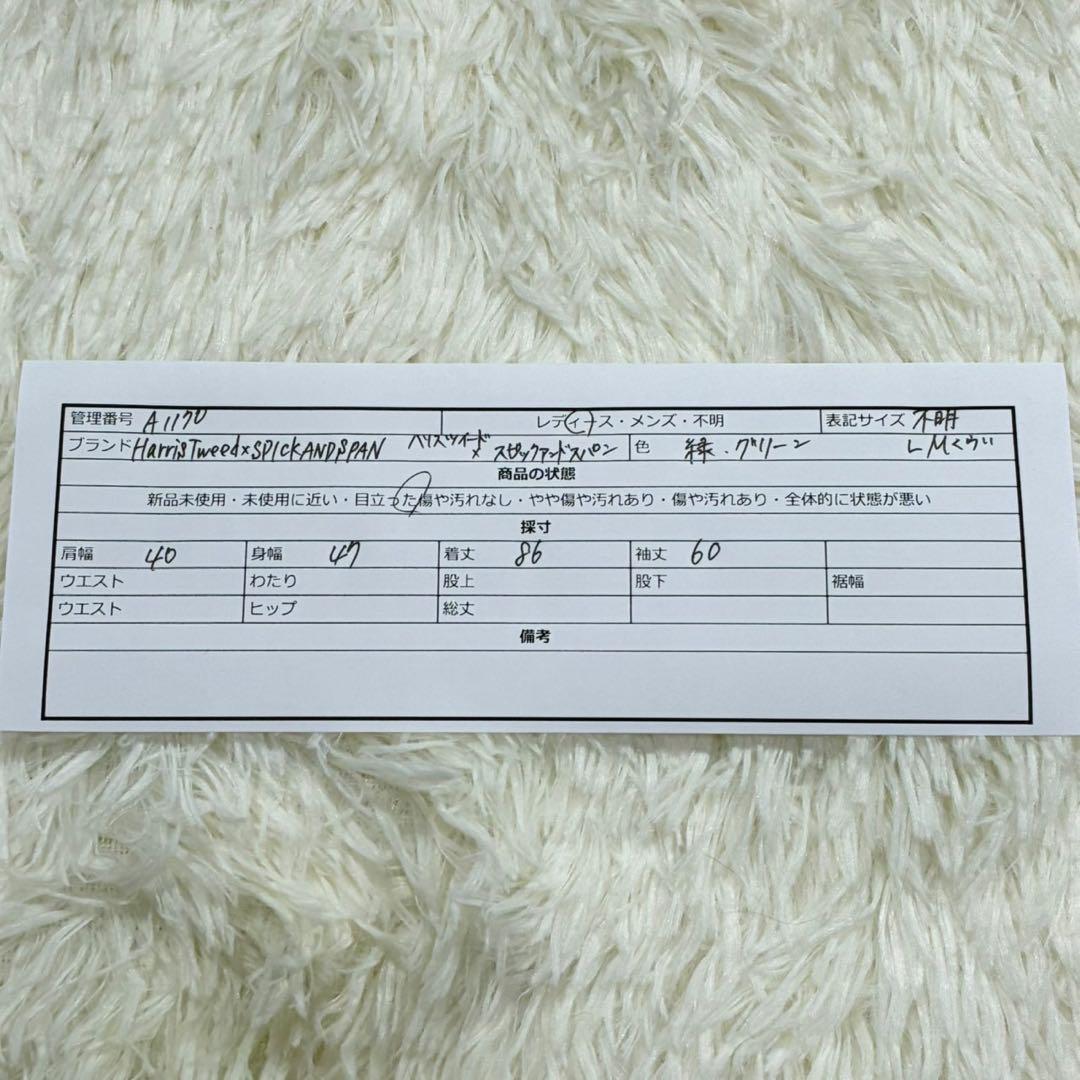 管理番号 A1170 レディース・メンズ・不明 表記サイズ 不明
ブランド HarrisTweed×SPICKANDSPAN ハリスツイード×スピックアンドスパン 色 緑・グリーン Mくらい
商品の状態
新品未使用・未使用に近い・目立った傷や汚れなし・やや傷や汚れあり・傷や汚れあり・全体的に状態が悪い
採寸
肩幅 40 身幅 47 着丈 86 袖丈 60
ウエスト わたり 股上 股下 裾幅
ウエスト ヒップ 総丈
備考